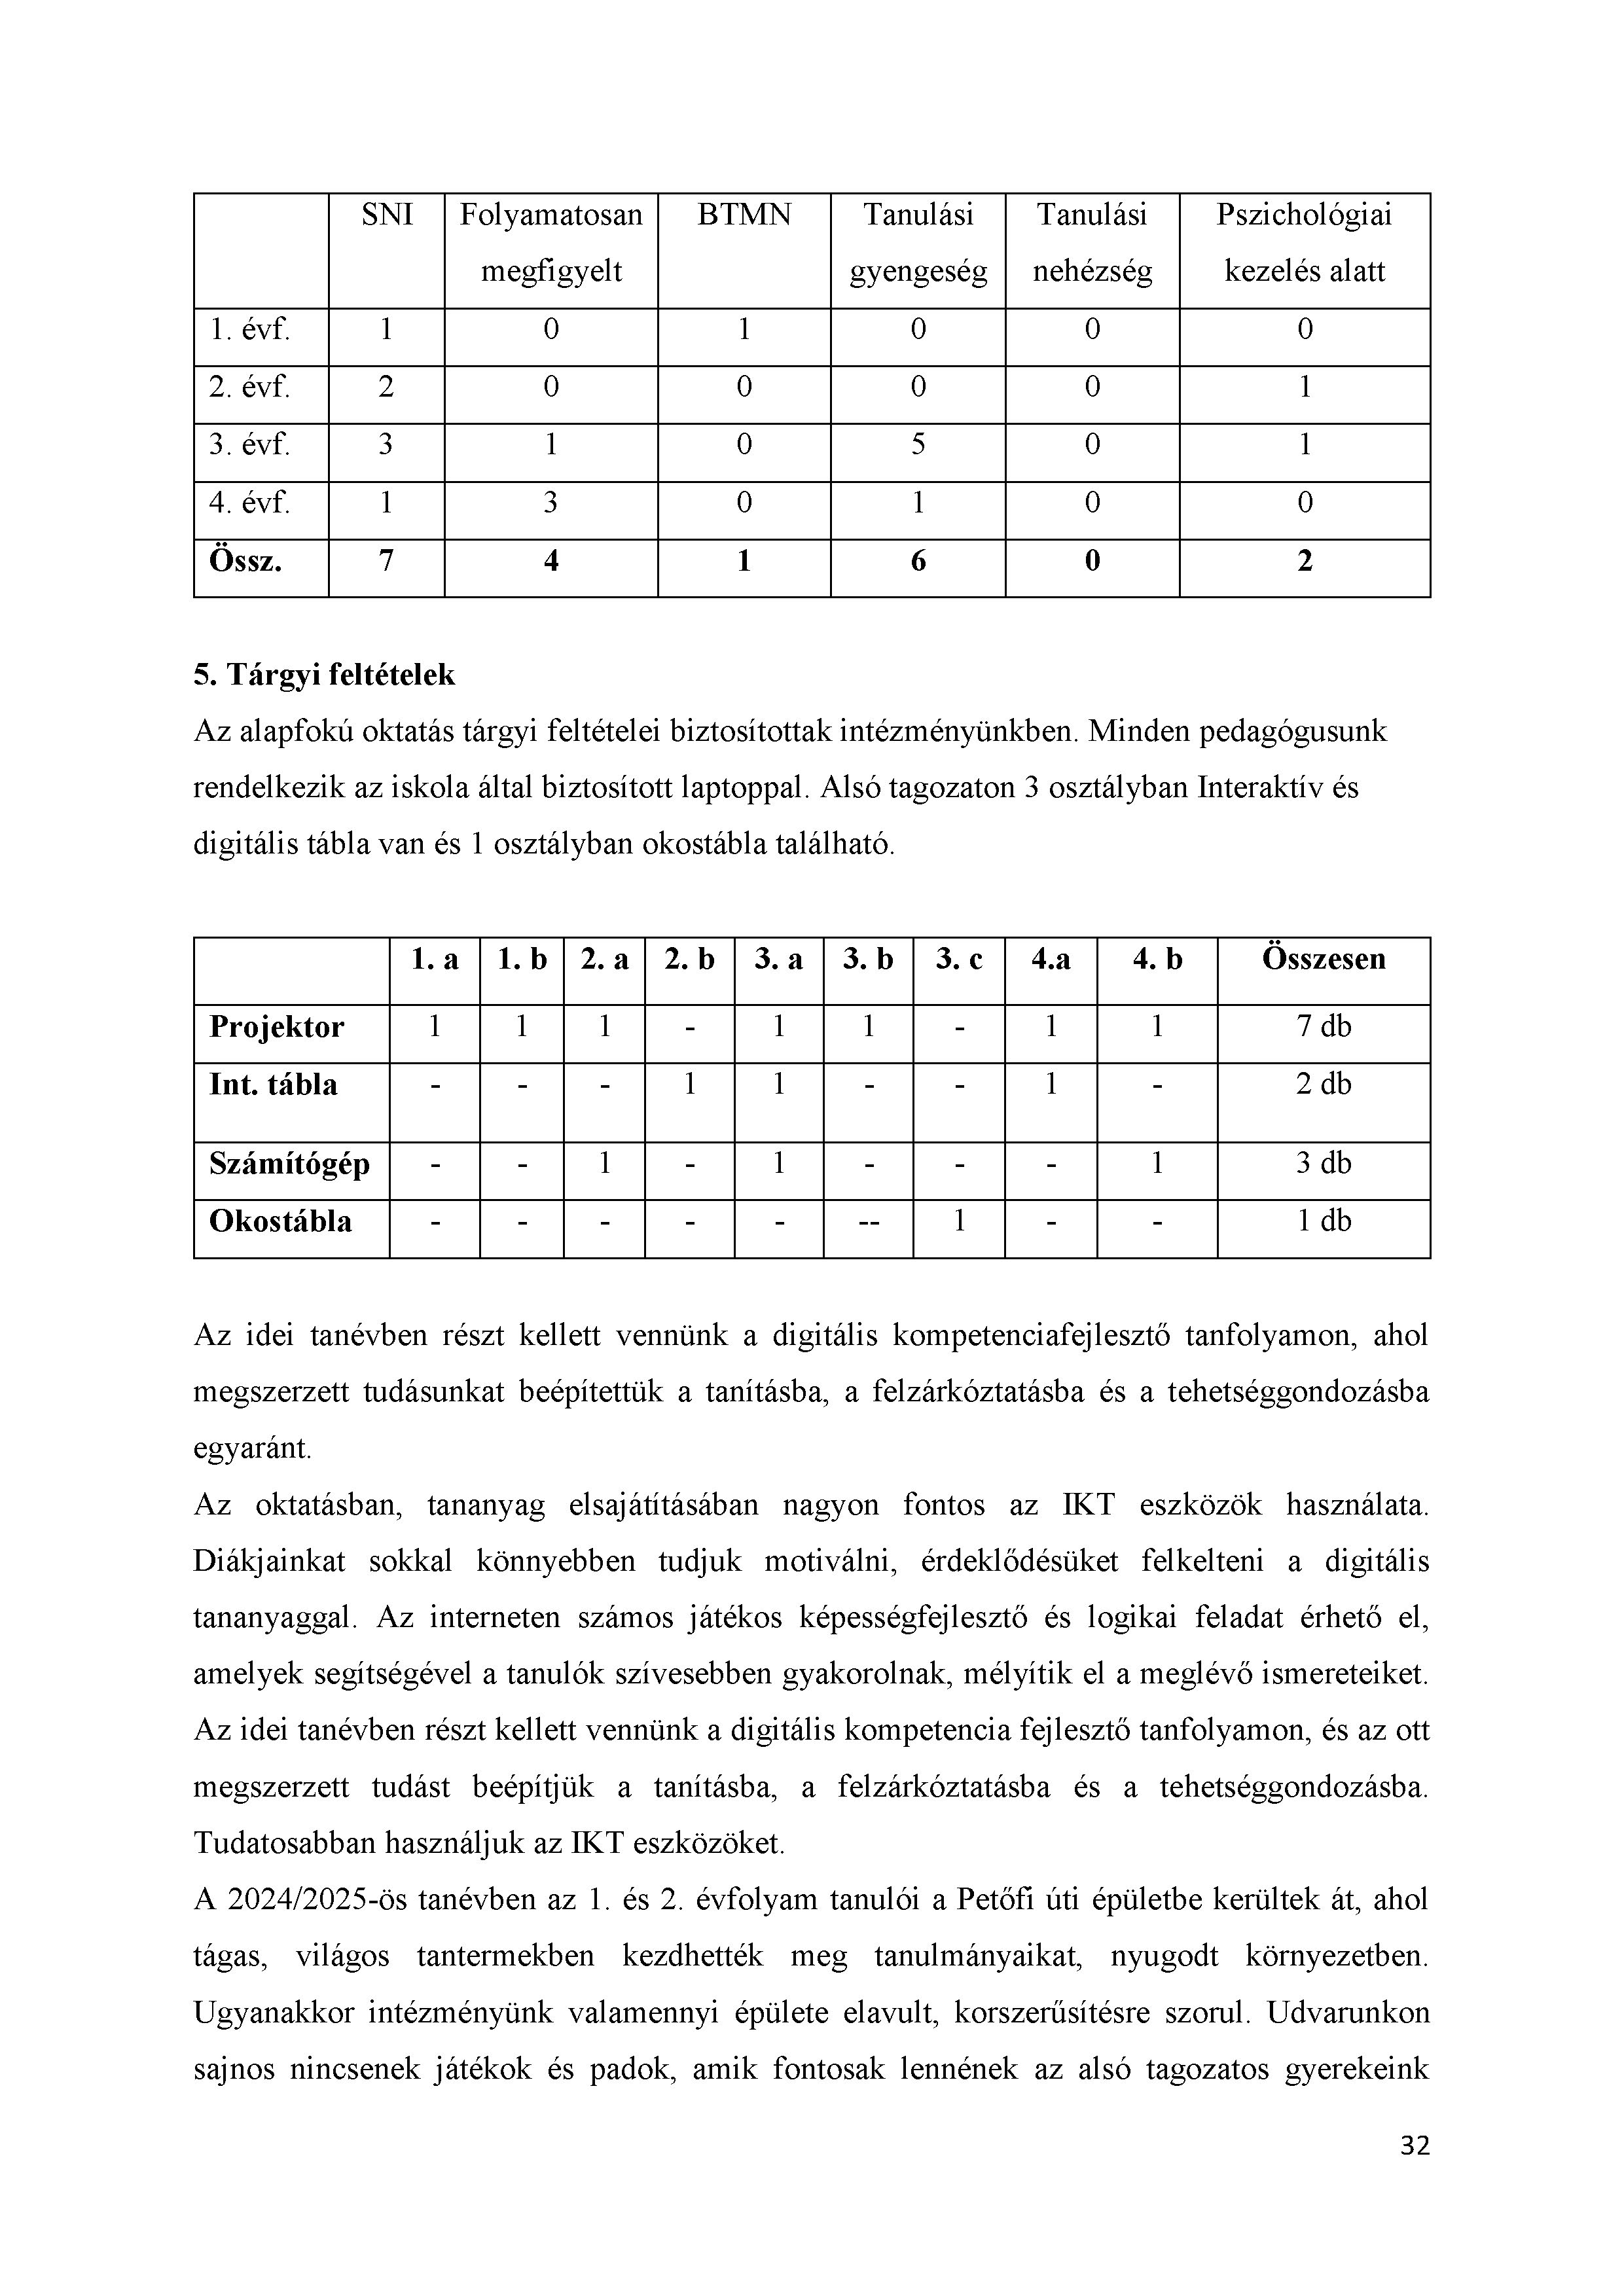 SNI Folyamatosan megfigyelt BTMN Tanulási gyengeség Tanulási nehézség Pszichológiai kezelés alatt
1. évf. 1 0 1 0 0 0
2. évf. 2 0 0 0 0 1
3. évf. 3 1 0 5 0 1
4. évf. 1 3 0 1 0 0
Össz. 7 4 1 6 0 2
5. Tárgyi feltételek
Az alapfokú oktatás tárgyi feltételei biztosítottak intézményünkben. Minden pedagógusunk
rendelkezik az iskola által biztosított laptoppal. Alsó tagozaton 3 osztályban Interaktív és
digitális tábla van és 1 osztályban okostábla található.
1. a 1. b 2. a 2. b 3. a 3. b 3. c 4.a 4. b Összesen
Projektor 1 1 1 - 1 1 - 1 1 7 db
Int. tábla - - - 1 1 - - 1 - 2 db
Számítógép - - 1 - 1 - - - 1 3 db
Okostábla - - - - - -- 1 - - 1 db
Az idei tanévben részt kellett vennünk a digitális kompetenciafejlesztő tanfolyamon, ahol
megszerzett tudásunkat beépítettük a tanításba, a felzárkóztatásba és a tehetséggondozásba
egyaránt.
Az oktatásban, tananyag elsajátításában nagyon fontos az IKT eszközök használata.
Diákjainkat sokkal könnyebben tudjuk motiválni, érdeklődésüket felkelteni a digitális
tananyaggal. Az interneten számos játékos képességfejlesztő és logikai feladat érhető el,
amelyek segítségével a tanulók szívesebben gyakorolnak, mélyítik el a meglévő ismereteiket.
Az idei tanévben részt kellett vennünk a digitális kompetencia fejlesztő tanfolyamon, és az ott
megszerzett tudást beépítjük a tanításba, a felzárkóztatásba és a tehetséggondozásba.
Tudatosabban használjuk az IKT eszközöket.
A 2024/2025-ös tanévben az 1. és 2. évfolyam tanulói a Petőfi úti épületbe kerültek át, ahol
tágas, világos tantermekben kezdhették meg tanulmányaikat, nyugodt környezetben.
Ugyanakkor intézményünk valamennyi épülete elavult, korszerűsítésre szorul. Udvarunkon
sajnos nincsenek játékok és padok, amik fontosak lennének az alsó tagozatos gyerekeink
32